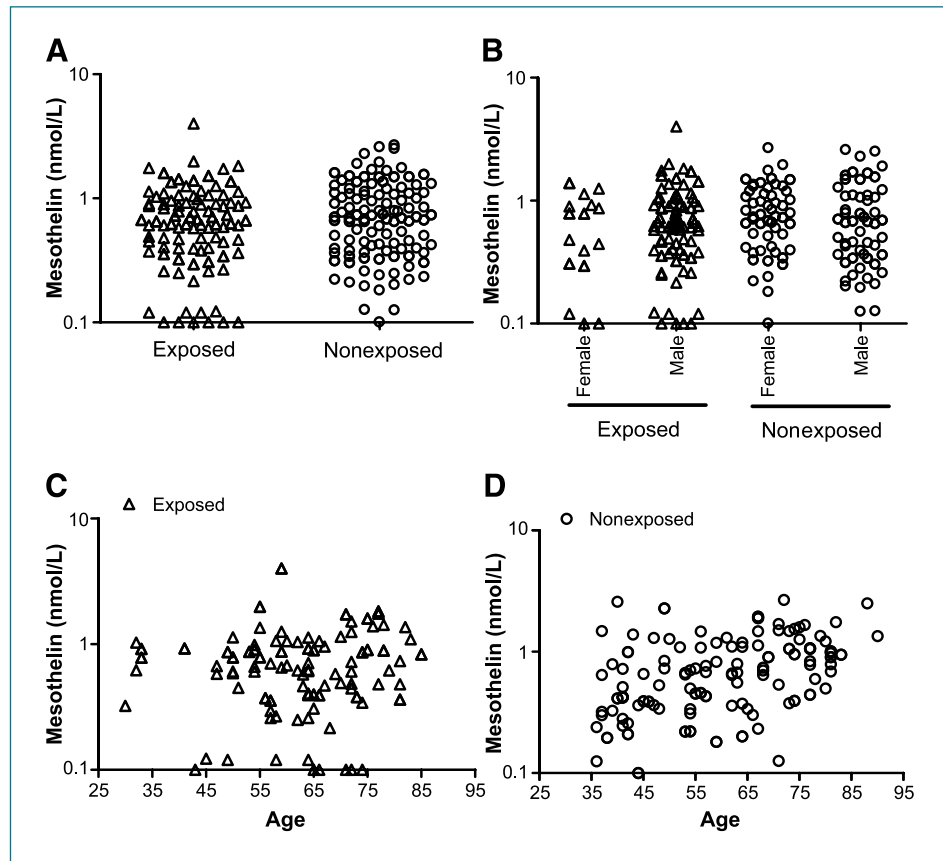 A
B
Mesothelin (nmol/L)
10
1
0.1
Exposed
Nonexposed
Mesothelin (nmol/L)
10
1
0.1
Female
Male
Female
Male
Exposed
Nonexposed
C
D
Exposed
Mesothelin (nmol/L)
10
1
0.1
25 35 45 55 65 75 85 95
Age
Nonexposed
Mesothelin (nmol/L)
10
1
0.1
25 35 45 55 65 75 85 90 95
Age